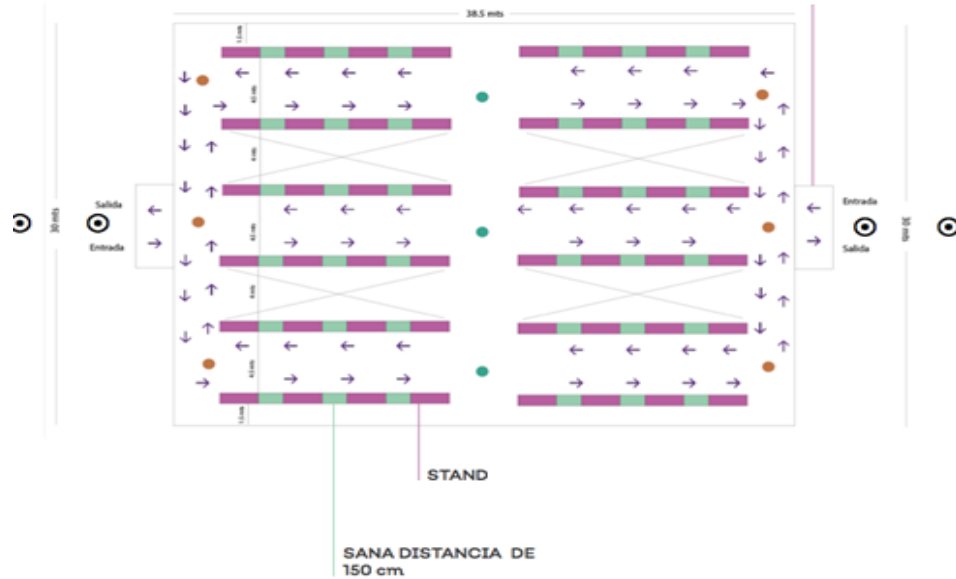 38.5 mts
30 mts
Salida
Entrada
Entrada
Salida
30 mts
STAND
SANA DISTANCIA DE
150 cm